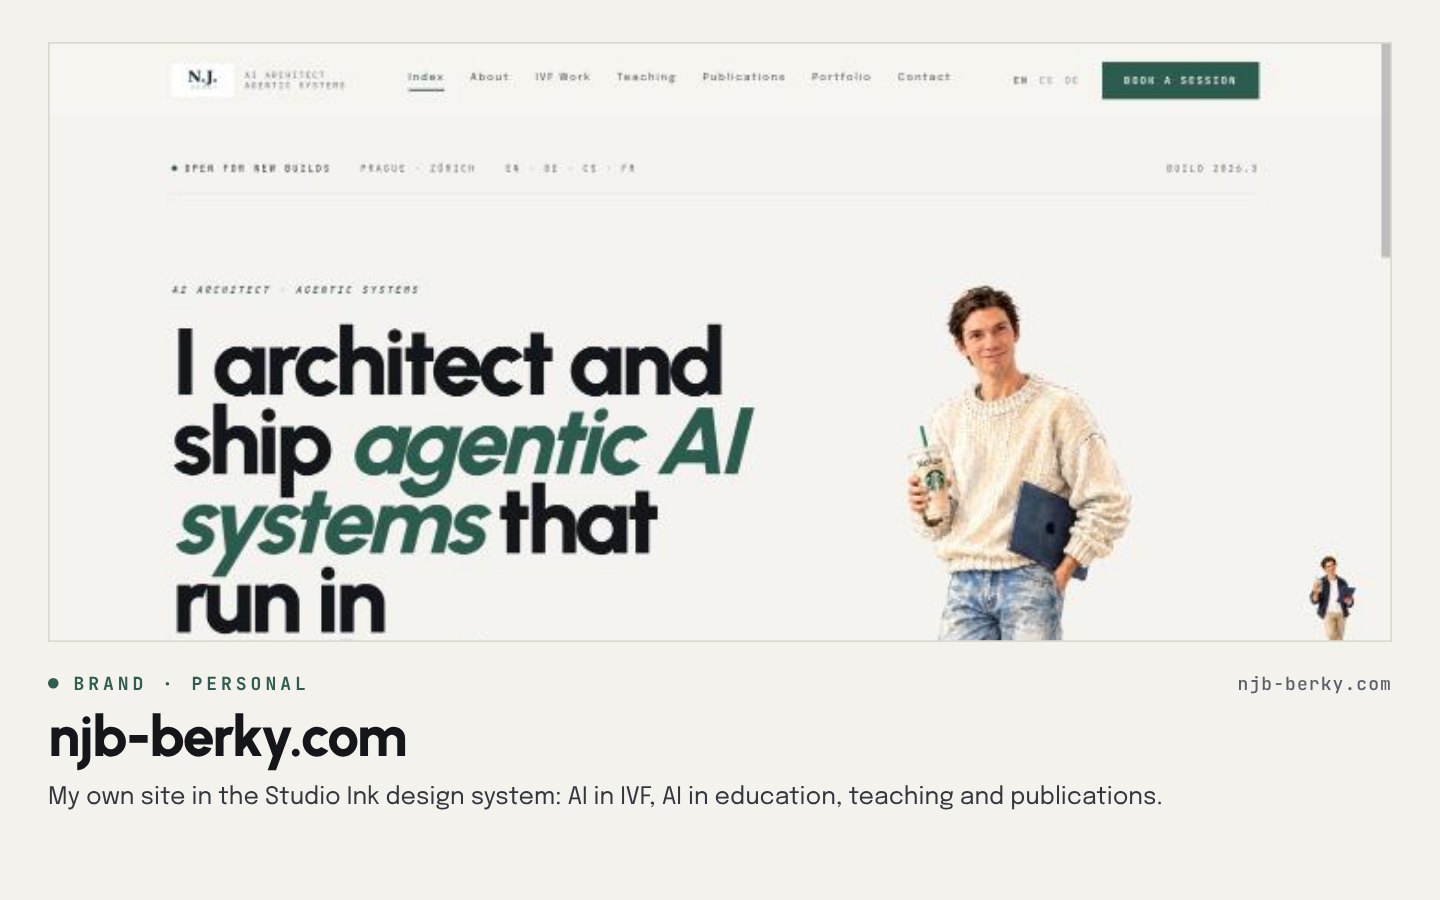 N.J.
AI ARCHITECT
AGENTIC SYSTEMS
Index About IVF Work Teaching Publications Portfolio Contact
EN CS DE
BOOK A SESSION
OPEN FOR NEW BUILDS PRAGUE · ZÜRICH EN · DE · CS · FR
BUILD 2026.3
AI ARCHITECT · AGENTIC SYSTEMS
I architect and
ship agentic AI
systems that
run in
BRAND · PERSONAL
njb-berky.com
njb-berky.com
My own site in the Studio Ink design system: AI in IVF, AI in education, teaching and publications.